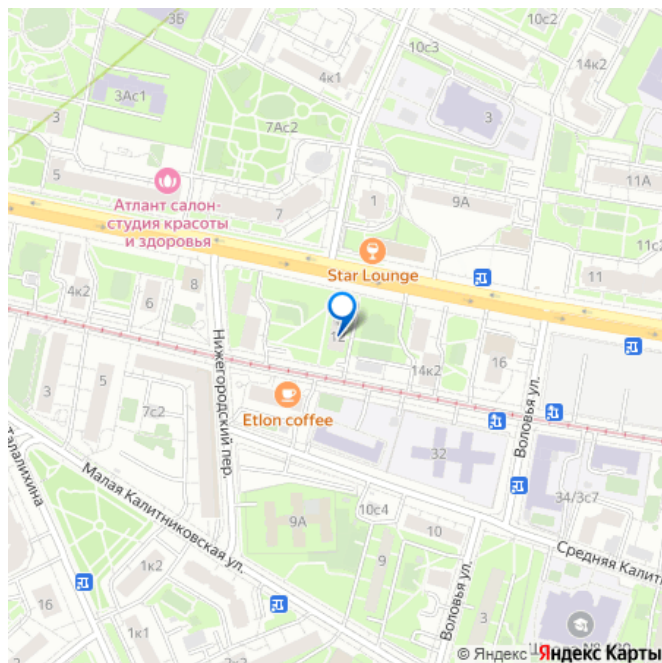 3Б
10с2
10с3
14к2
4к1
3Ас1
3
3
7Ас2
5
11А
1
9А
Атлант салон-
студия красоты
и здоровья
7
11с2
Star Lounge
11
8
4к2
6
12
16
14к2
3
5
Нижегородский пер.
7с2
Etlon coffee
Воловья ул.
32
Талалихина
Малая Калитниковская ул.
34/3с7
9А
10с4
10
Средняя Калит
1к2
9
Воловья ул.
16
3
1к1
© Яндекс Яндекс Карты